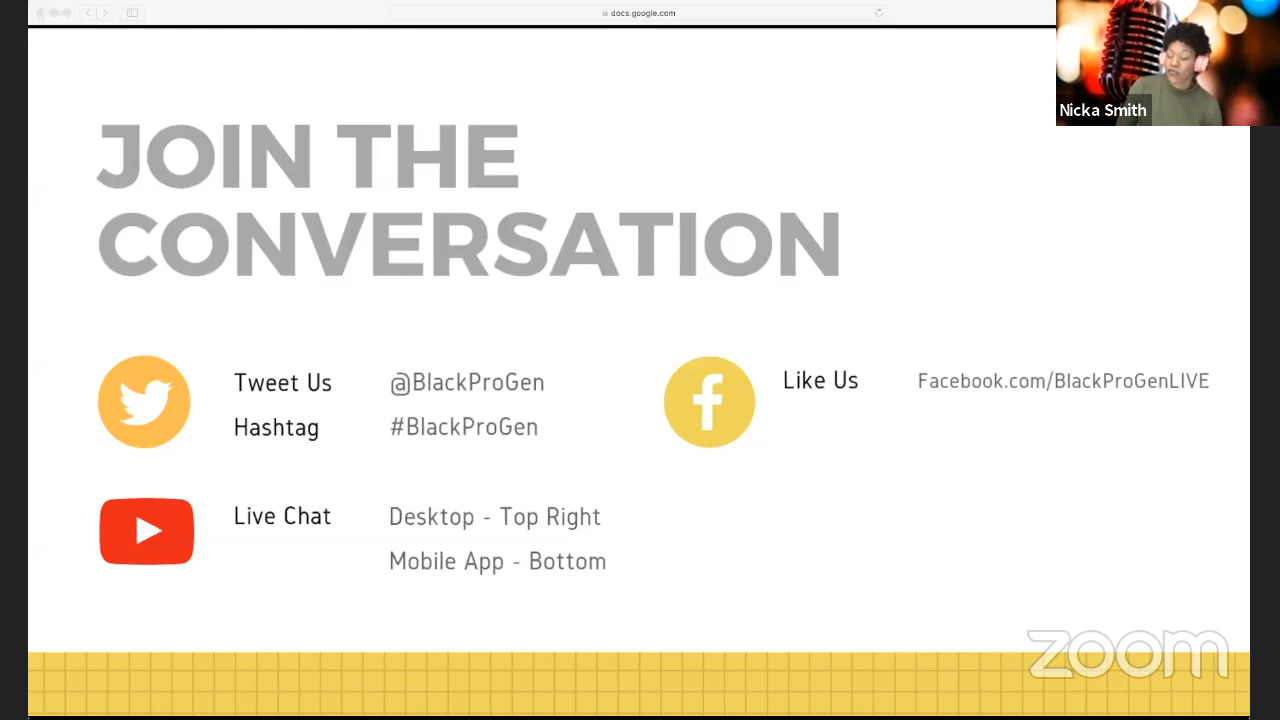 docs.google.com
Nicka Smith
JOIN THE
CONVERSATION
Tweet Us @BlackProGen
Hashtag #BlackProGen
Like Us Facebook.com/BlackProGenLIVE
Live Chat Desktop - Top Right
Mobile App - Bottom
zoom